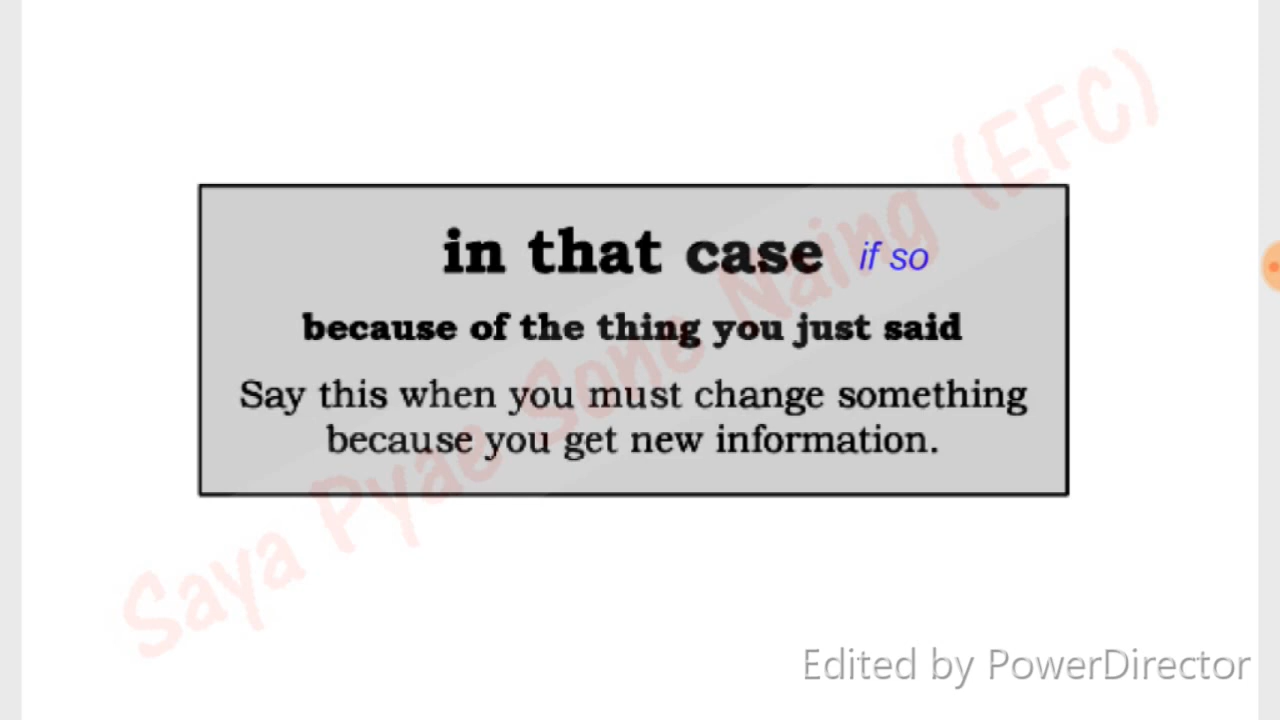 in that case if so
because of the thing you just said
Say this when you must change something
because you get new information.
Saya Pyae Sone Naing (EFC)
Edited by PowerDirector